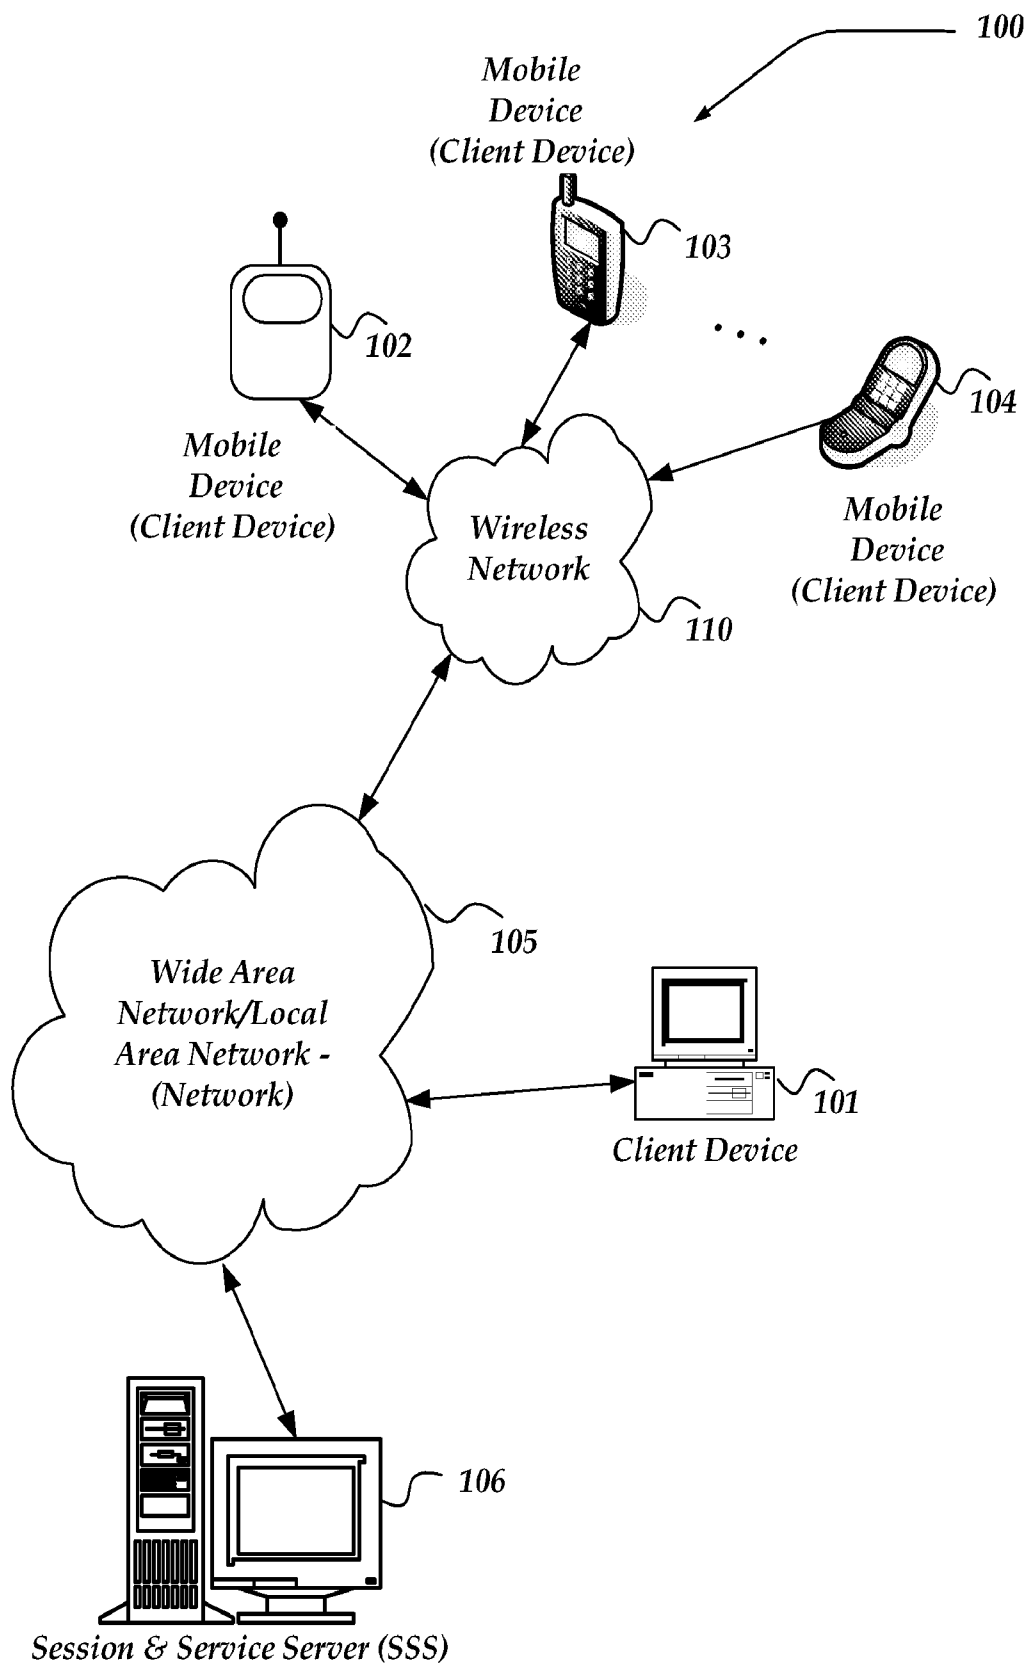 100
Mobile
Device
(Client Device)
103
102
104
Mobile
Device
(Client Device)
Wireless
Network
Mobile
Device
(Client Device)
110
105
Wide Area
Network/Local
Area Network -
(Network)
101
Client Device
106
Session & Service Server (SSS)